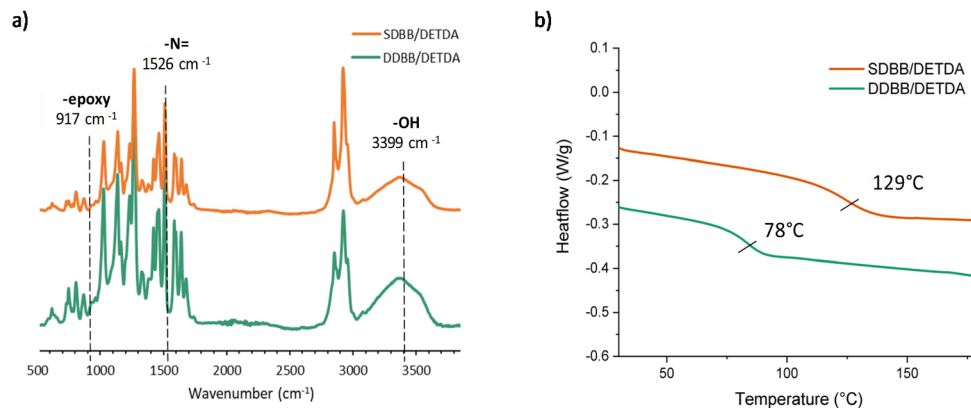 a)
SDBB/DETDA
DDBB/DETDA
-N=
1526 cm -1
-epoxy
917 cm -1
-OH
3399 cm -1
500 1000 1500 2000 2500 3000 3500
Wavenumber (cm-1)
b)
SDBB/DETDA
DDBB/DETDA
0.1
0.0
-0.1
-0.2
-0.3
-0.4
-0.5
-0.6
Heatflow (W/g)
129°C
78°C
50 100 150
Temperature (°C)